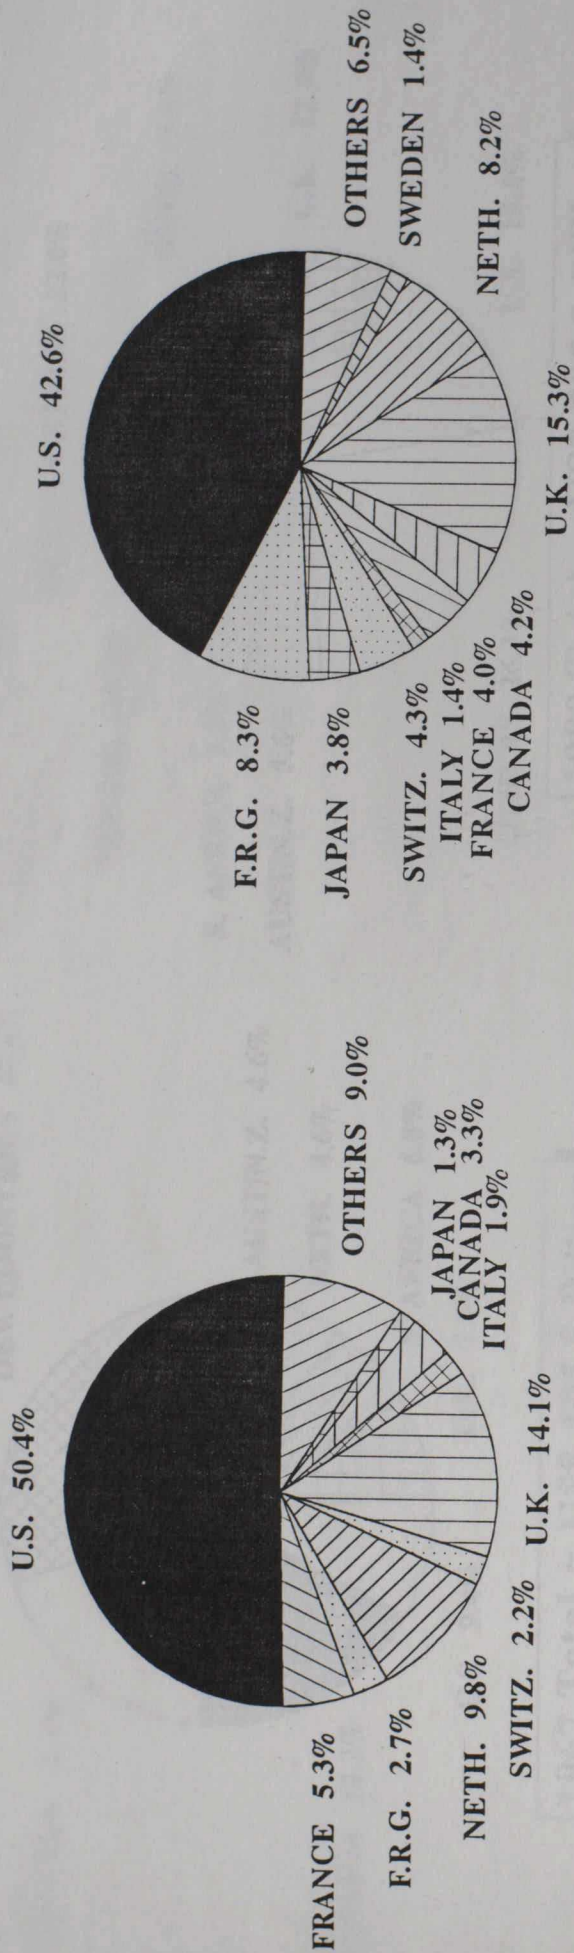 U.S. 50.4%
FRANCE 5.3%
F.R.G. 2.7%
NETH. 9.8%
SWITZ. 2.2%
U.K. 14.1%
ITALY 1.9%
CANADA 3.3%
JAPAN 1.3%
OTHERS 9.0%
U.S. 42.6%
F.R.G. 8.3%
JAPAN 3.8%
SWITZ. 4.3%
ITALY 1.4%
FRANCE 4.0%
CANADA 4.2%
U.K. 15.3%
NETH. 8.2%
SWEDEN 1.4%
OTHERS 6.5%